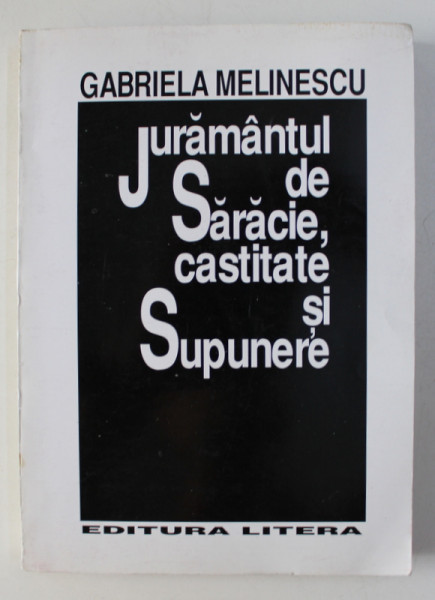 GABRIELA MELINESCU
Jurământul
de
Sărăcie,
castitate
și
Supunere
EDITURA LITERA